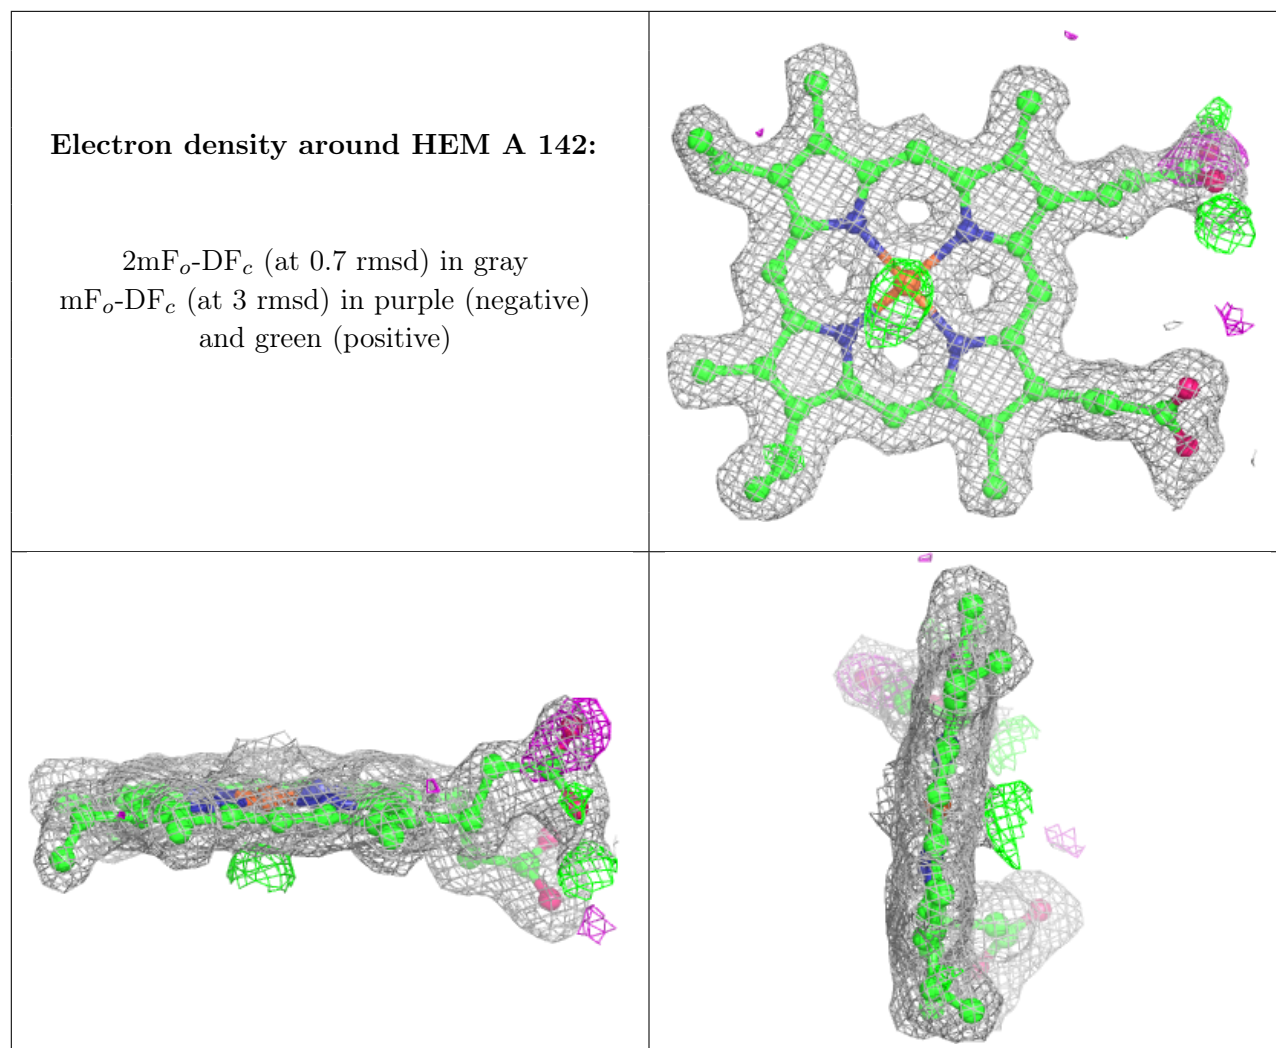 Electron density around HEM A 142:
2mFₒ-DF𝒸 (at 0.7 rmsd) in gray
mFₒ-DF𝒸 (at 3 rmsd) in purple (negative)
and green (positive)